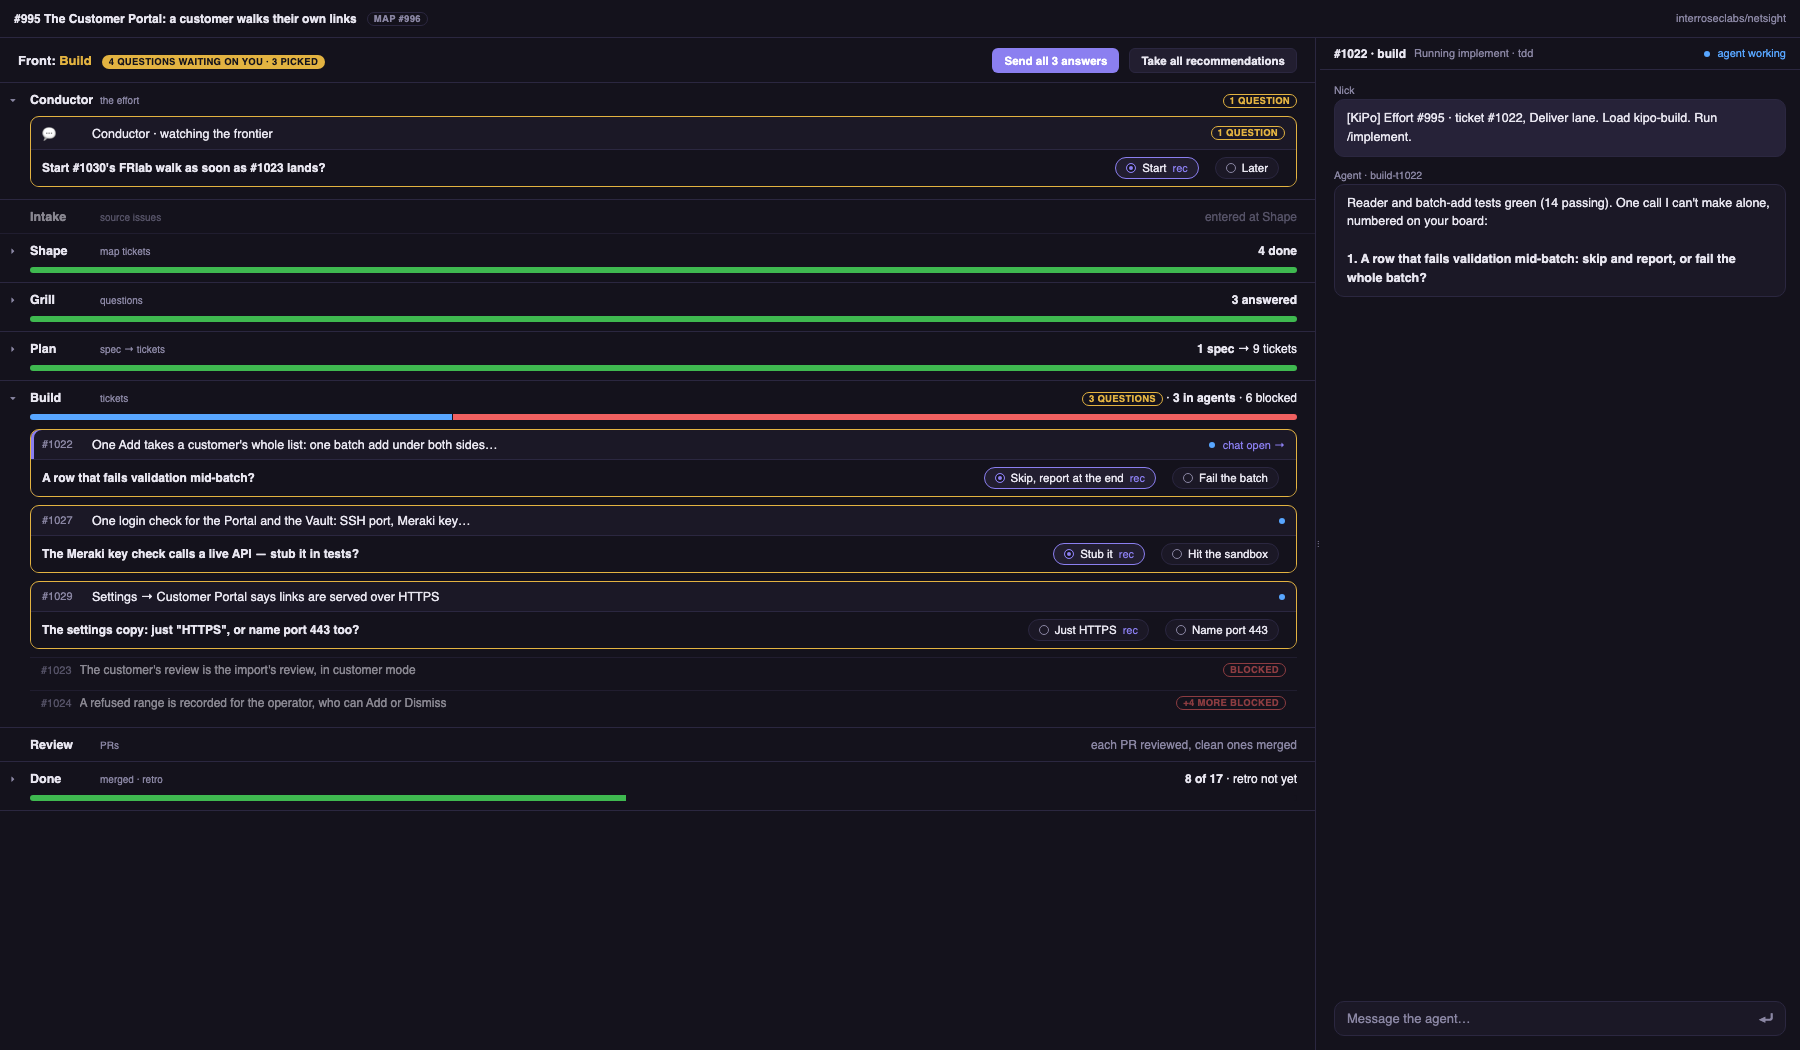 #995 The Customer Portal: a customer walks their own links MAP #996
interroseclabs/netsight
Front: Build 4 QUESTIONS WAITING ON YOU · 3 PICKED
Send all 3 answers Take all recommendations
Conductor the effort 1 QUESTION
Conductor · watching the frontier 1 QUESTION
Start #1030's FRlab walk as soon as #1023 lands? Start rec Later
Intake source issues entered at Shape
Shape map tickets 4 done
Grill questions 3 answered
Plan spec → tickets 1 spec → 9 tickets
Build tickets 3 QUESTIONS · 3 in agents · 6 blocked
#1022 One Add takes a customer's whole list: one batch add under both sides… chat open →
A row that fails validation mid-batch? Skip, report at the end rec Fail the batch
#1027 One login check for the Portal and the Vault: SSH port, Meraki key…
The Meraki key check calls a live API — stub it in tests? Stub it rec Hit the sandbox
#1029 Settings → Customer Portal says links are served over HTTPS
The settings copy: just "HTTPS", or name port 443 too? Just HTTPS rec Name port 443
#1023 The customer's review is the import's review, in customer mode BLOCKED
#1024 A refused range is recorded for the operator, who can Add or Dismiss +4 MORE BLOCKED
Review PRs each PR reviewed, clean ones merged
Done merged · retro 8 of 17 · retro not yet
#1022 · build Running implement · tdd agent working
Nick
[KiPo] Effort #995 · ticket #1022, Deliver lane. Load kipo-build. Run
/implement.
Agent · build-t1022
Reader and batch-add tests green (14 passing). One call I can't make alone,
numbered on your board:
1. A row that fails validation mid-batch: skip and report, or fail the
whole batch?
Message the agent…